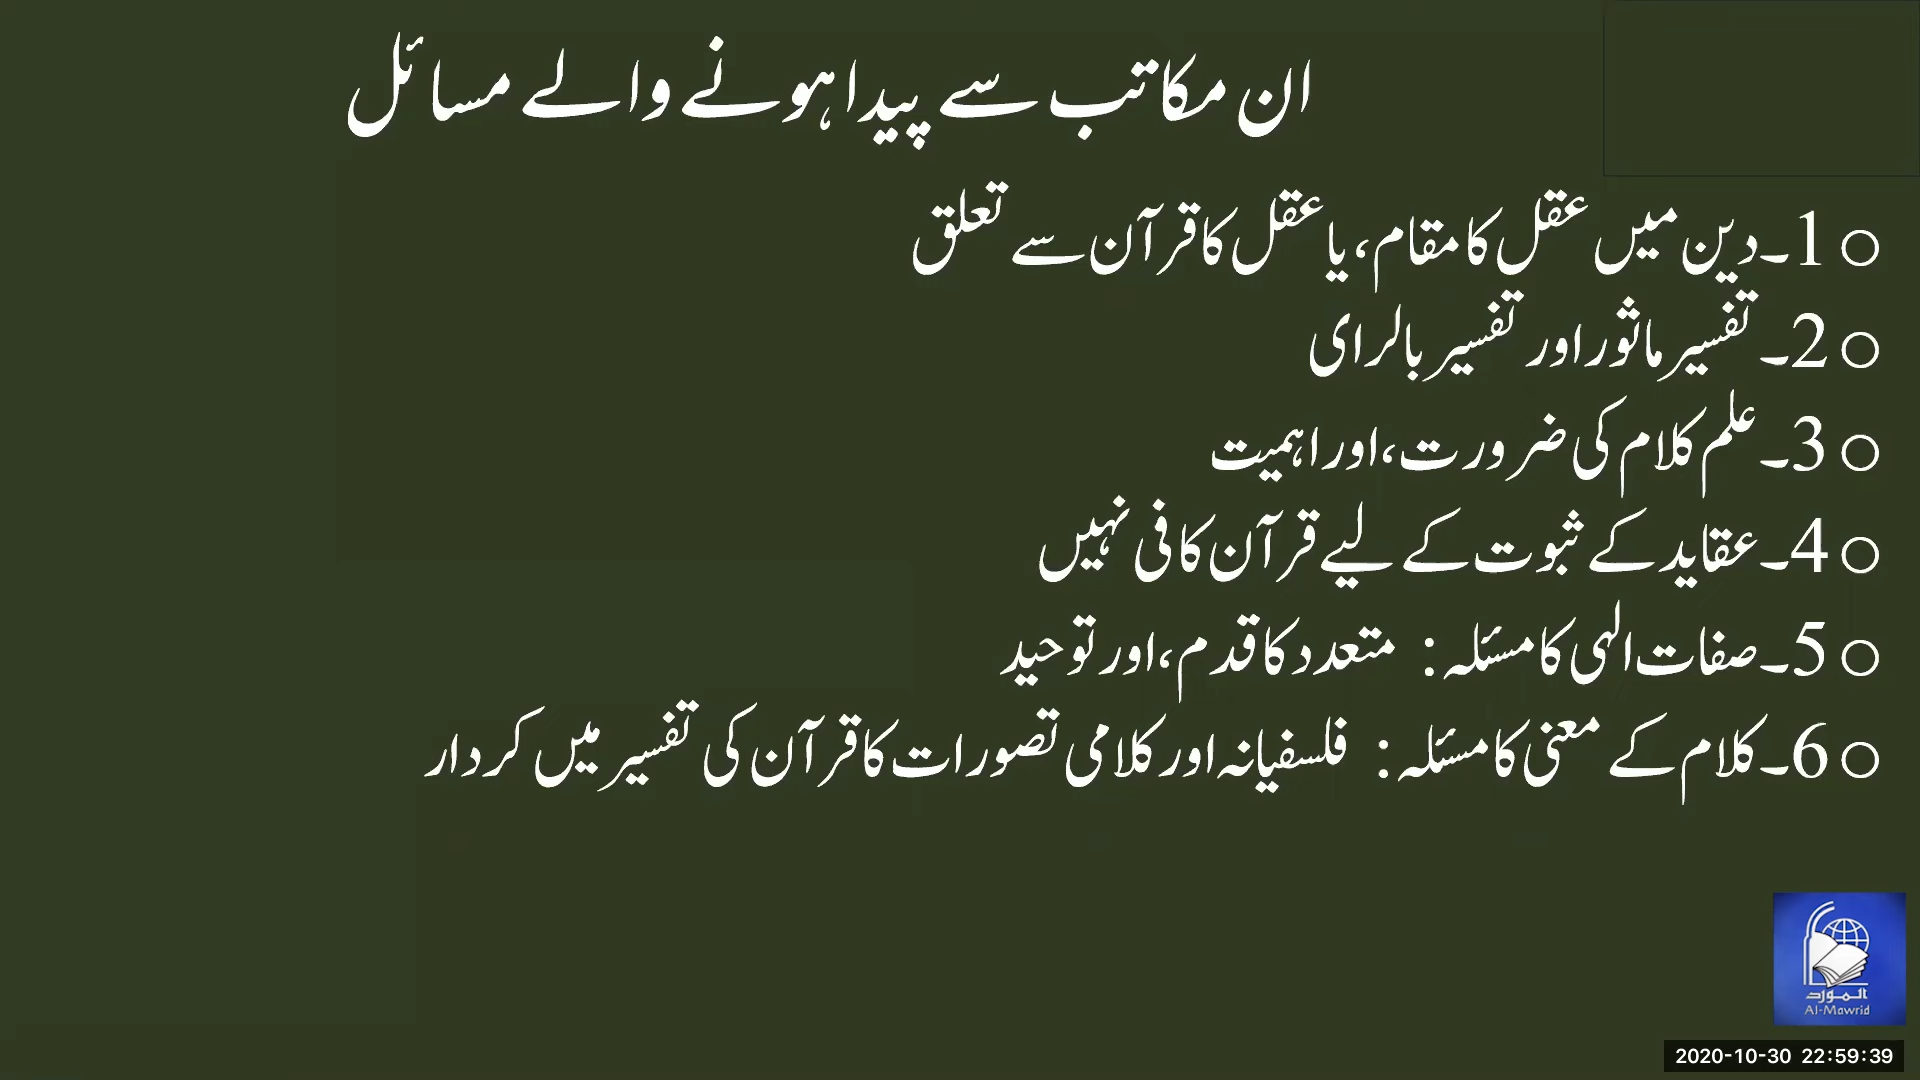 ان مکاتب سے پیدا ہونے والے مسائل
1۔دین میں عقل کا مقام، یا عقل کا قرآن سے تعلق
2۔تفسیر ماثور اور تفسیر بالرای
3۔علم کلام کی ضرورت، اور اہمیت
4۔عقاید کے ثبوت کے لیے قرآن کافی نہیں
5۔صفات الہی کا مسئلہ: متعدد کا قدم، اور توحید
6۔کلام کے معنی کا مسئلہ: فلسفیانہ اور کلامی تصورات کا قرآن کی تفسیر میں کردار
المورد
Al-Mawrid
2020-10-30 22:59:39